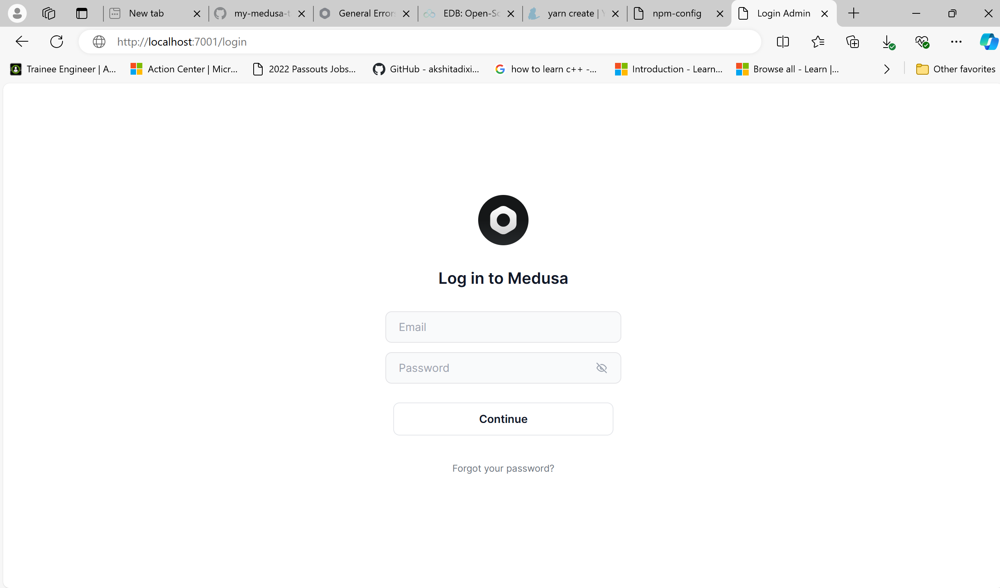 New tab
my-medusa-t
General Errors
EDB: Open-So
yarn create | Y
npm-config
Login Admin
http://localhost:7001/login
Trainee Engineer | A...
Action Center | Micr...
2022 Passouts Jobs...
GitHub - akshitadixi...
how to learn c++ -...
Introduction - Learn...
Browse all - Learn |...
Other favorites
Log in to Medusa
Email
Password
Continue
Forgot your password?